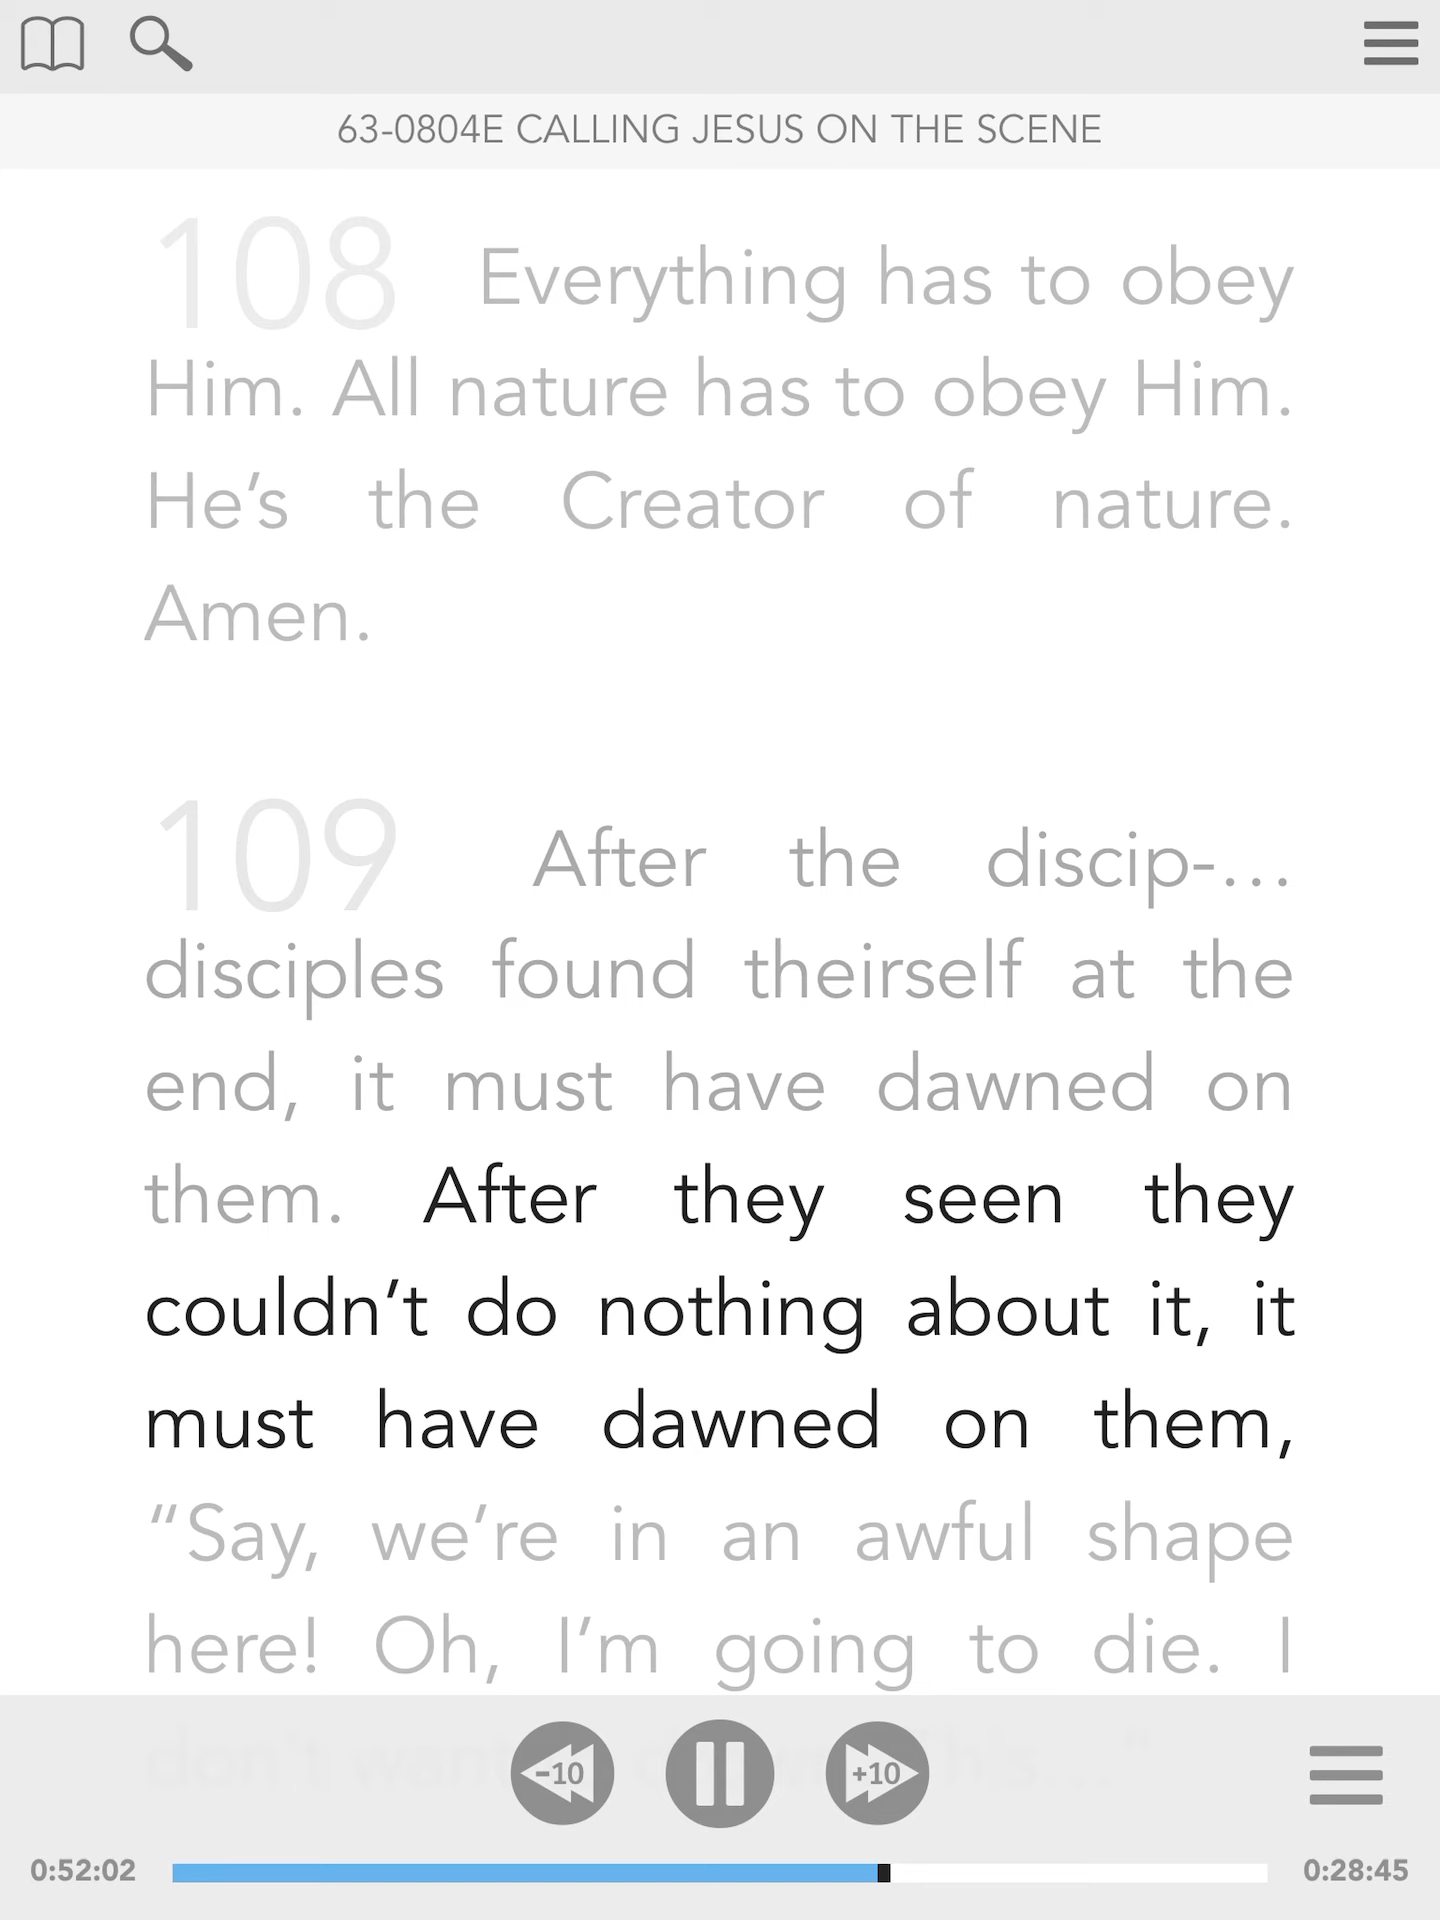 63-0804E CALLING JESUS ON THE SCENE
108 Everything has to obey
Him. All nature has to obey Him.
He’s the Creator of nature.
Amen.
109 After the discip-…
disciples found theirself at the
end, it must have dawned on
them. After they seen they
couldn’t do nothing about it, it
must have dawned on them,
“Say, we’re in an awful shape
here! Oh, I’m going to die. I
don’t want
-10 +10
0:52:02 0:28:45